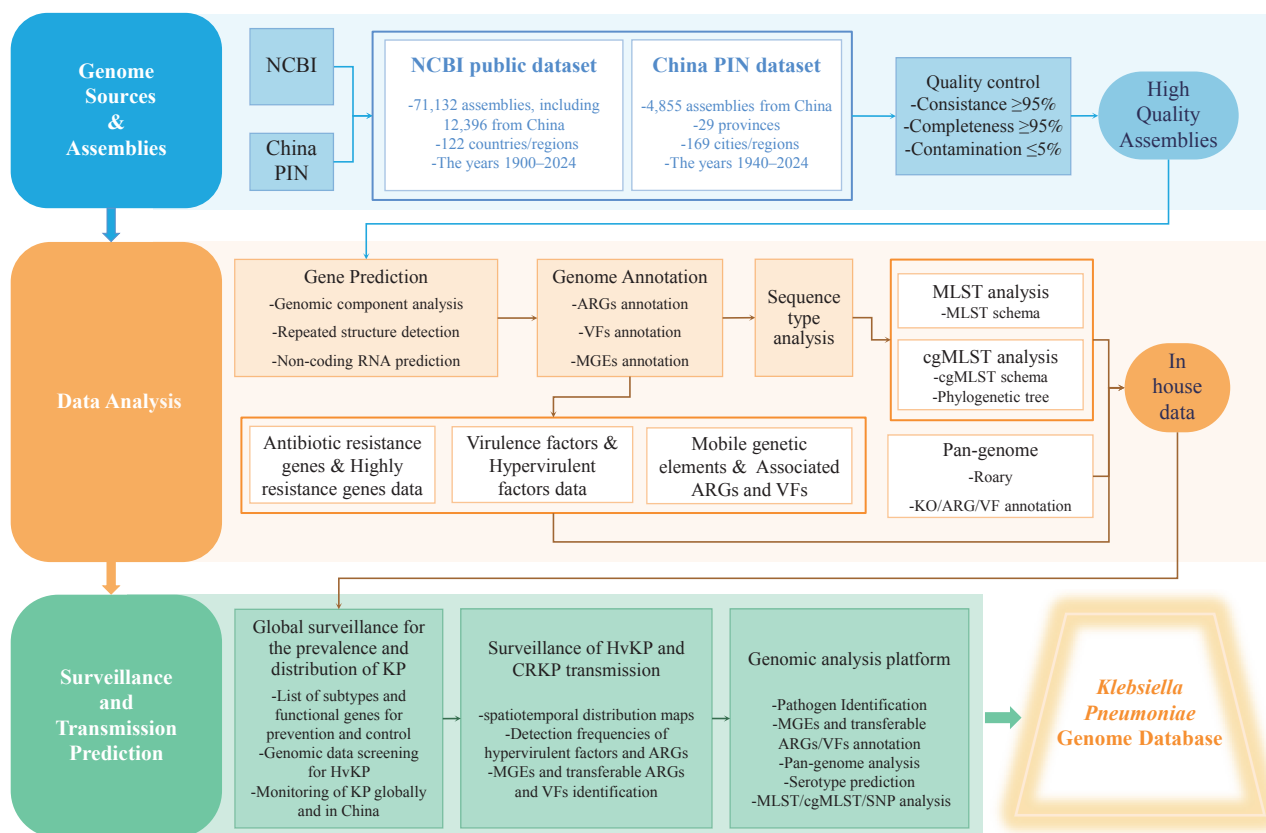 Genome
Sources
&
Assemblies
NCBI
China
PIN
NCBI public dataset
-71,132 assemblies, including
12,396 from China
-122 countries/regions
-The years 1900–2024
China PIN dataset
-4,855 assemblies from China
-29 provinces
-169 cities/regions
-The years 1940–2024
Quality control
-Consistance ≥95%
-Completeness ≥95%
-Contamination ≤5%
High
Quality
Assemblies
Data Analysis
Gene Prediction
-Genomic component analysis
-Repeated structure detection
-Non-coding RNA prediction
Genome Annotation
-ARGs annotation
-VFs annotation
-MGEs annotation
Sequence
type
analysis
MLST analysis
-MLST schema
cgMLST analysis
-cgMLST schema
-Phylogenetic tree
Antibiotic resistance
genes & Highly
resistance genes data
Virulence factors &
Hypervirulent
factors data
Mobile genetic
elements & Associated
ARGs and VFs
Pan-genome
-Roary
-KO/ARG/VF annotation
In
house
data
Surveillance
and
Transmission
Prediction
Global surveillance for
the prevalence and
distribution of KP
-List of subtypes and
functional genes for
prevention and control
-Genomic data screening
for HvKP
-Monitoring of KP globally
and in China
Surveillance of HvKP and
CRKP transmission
-spatiotemporal distribution maps
-Detection frequencies of
hypervirulent factors and ARGs
-MGEs and transferable ARGs
and VFs identification
Genomic analysis platform
-Pathogen Identification
-MGEs and transferable
ARGs/VFs annotation
-Pan-genome analysis
-Serotype prediction
-MLST/cgMLST/SNP analysis
Klebsiella
Pneumoniae
Genome Database